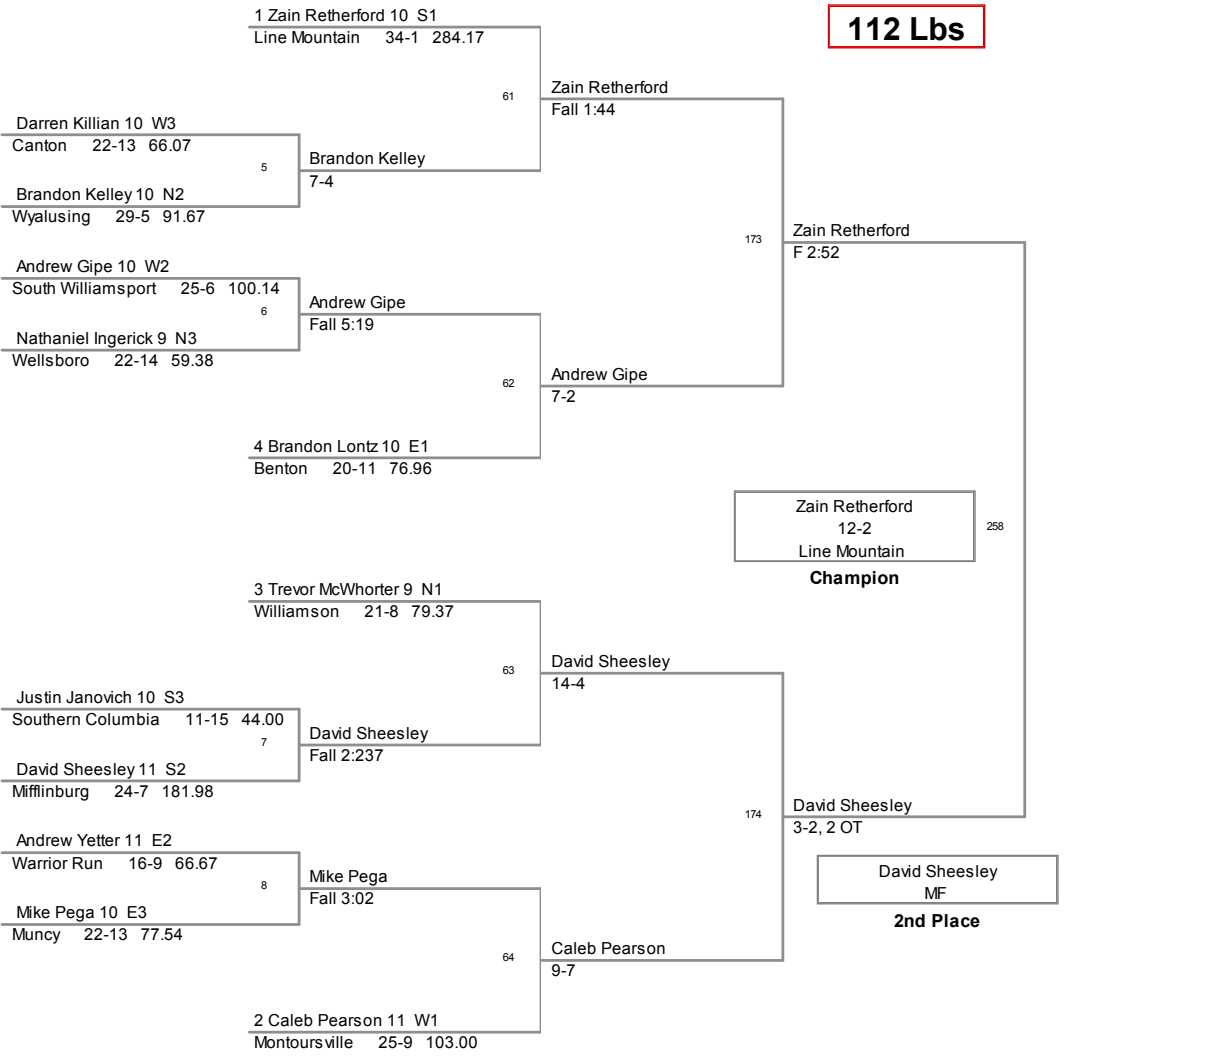 112 Lbs
1 Zain Retherford 10 S1
Line Mountain 34-1 284.17
61
Zain Retherford
Fall 1:44
Darren Killian 10 W3
Canton 22-13 66.07
5
Brandon Kelley
7-4
Brandon Kelley 10 N2
Wyalusing 29-5 91.67
173
Zain Retherford
F 2:52
Andrew Gipe 10 W2
South Williamsport 25-6 100.14
6
Andrew Gipe
Fall 5:19
Nathaniel Ingerick 9 N3
Wellsboro 22-14 59.38
62
Andrew Gipe
7-2
4 Brandon Lontz 10 E1
Benton 20-11 76.96
Zain Retherford
12-2
Line Mountain
258
Champion
3 Trevor McWhorter 9 N1
Williamson 21-8 79.37
63
David Sheesley
14-4
Justin Janovich 10 S3
Southern Columbia 11-15 44.00
7
David Sheesley
Fall 2:237
David Sheesley 11 S2
Mifflinburg 24-7 181.98
174
David Sheesley
3-2, 2 OT
Andrew Yetter 11 E2
Warrior Run 16-9 66.67
8
Mike Pega
Fall 3:02
David Sheesley
MF
2nd Place
Mike Pega 10 E3
Muncy 22-13 77.54
64
Caleb Pearson
9-7
2 Caleb Pearson 11 W1
Montoursville 25-9 103.00